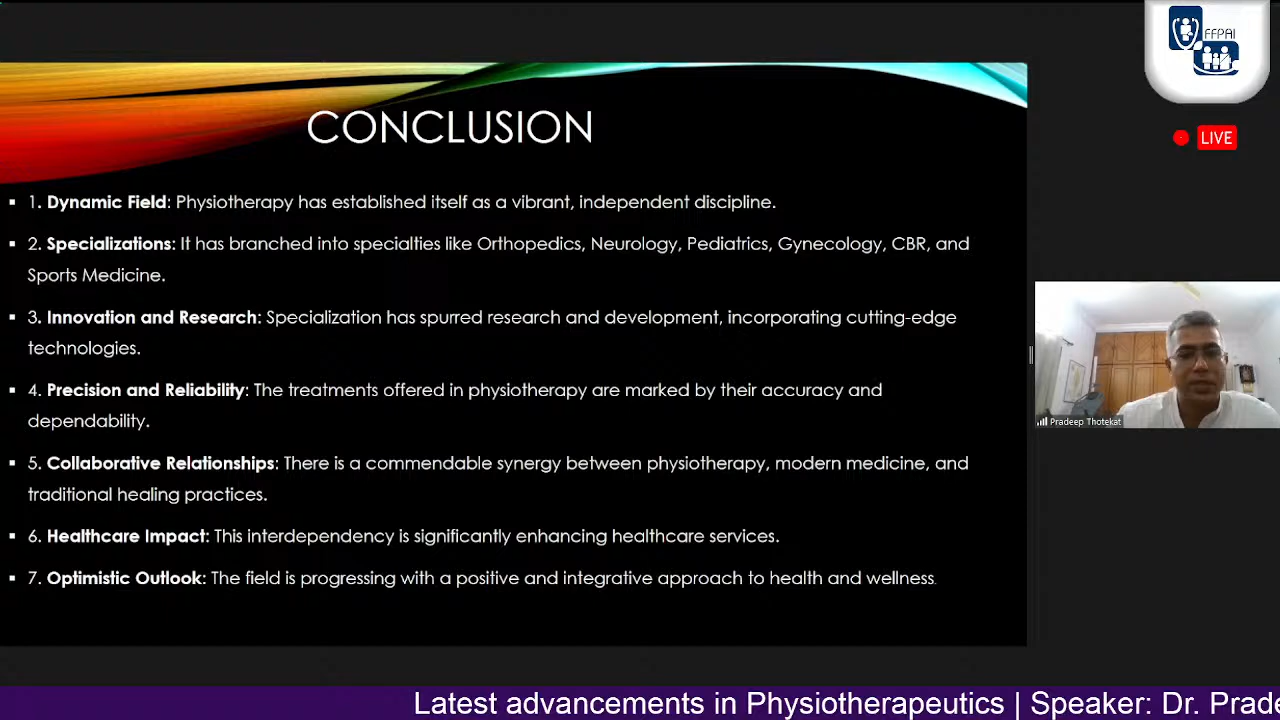 FFPAI
LIVE
CONCLUSION
▪ 1. Dynamic Field: Physiotherapy has established itself as a vibrant, independent discipline.
▪ 2. Specializations: It has branched into specialties like Orthopedics, Neurology, Pediatrics, Gynecology, CBR, and
Sports Medicine.
▪ 3. Innovation and Research: Specialization has spurred research and development, incorporating cutting-edge
technologies.
▪ 4. Precision and Reliability: The treatments offered in physiotherapy are marked by their accuracy and
dependability.
▪ 5. Collaborative Relationships: There is a commendable synergy between physiotherapy, modern medicine, and
traditional healing practices.
▪ 6. Healthcare Impact: This interdependency is significantly enhancing healthcare services.
▪ 7. Optimistic Outlook: The field is progressing with a positive and integrative approach to health and wellness.
Pradeep Thotekat
Latest advancements in Physiotherapeutics | Speaker: Dr. Prade